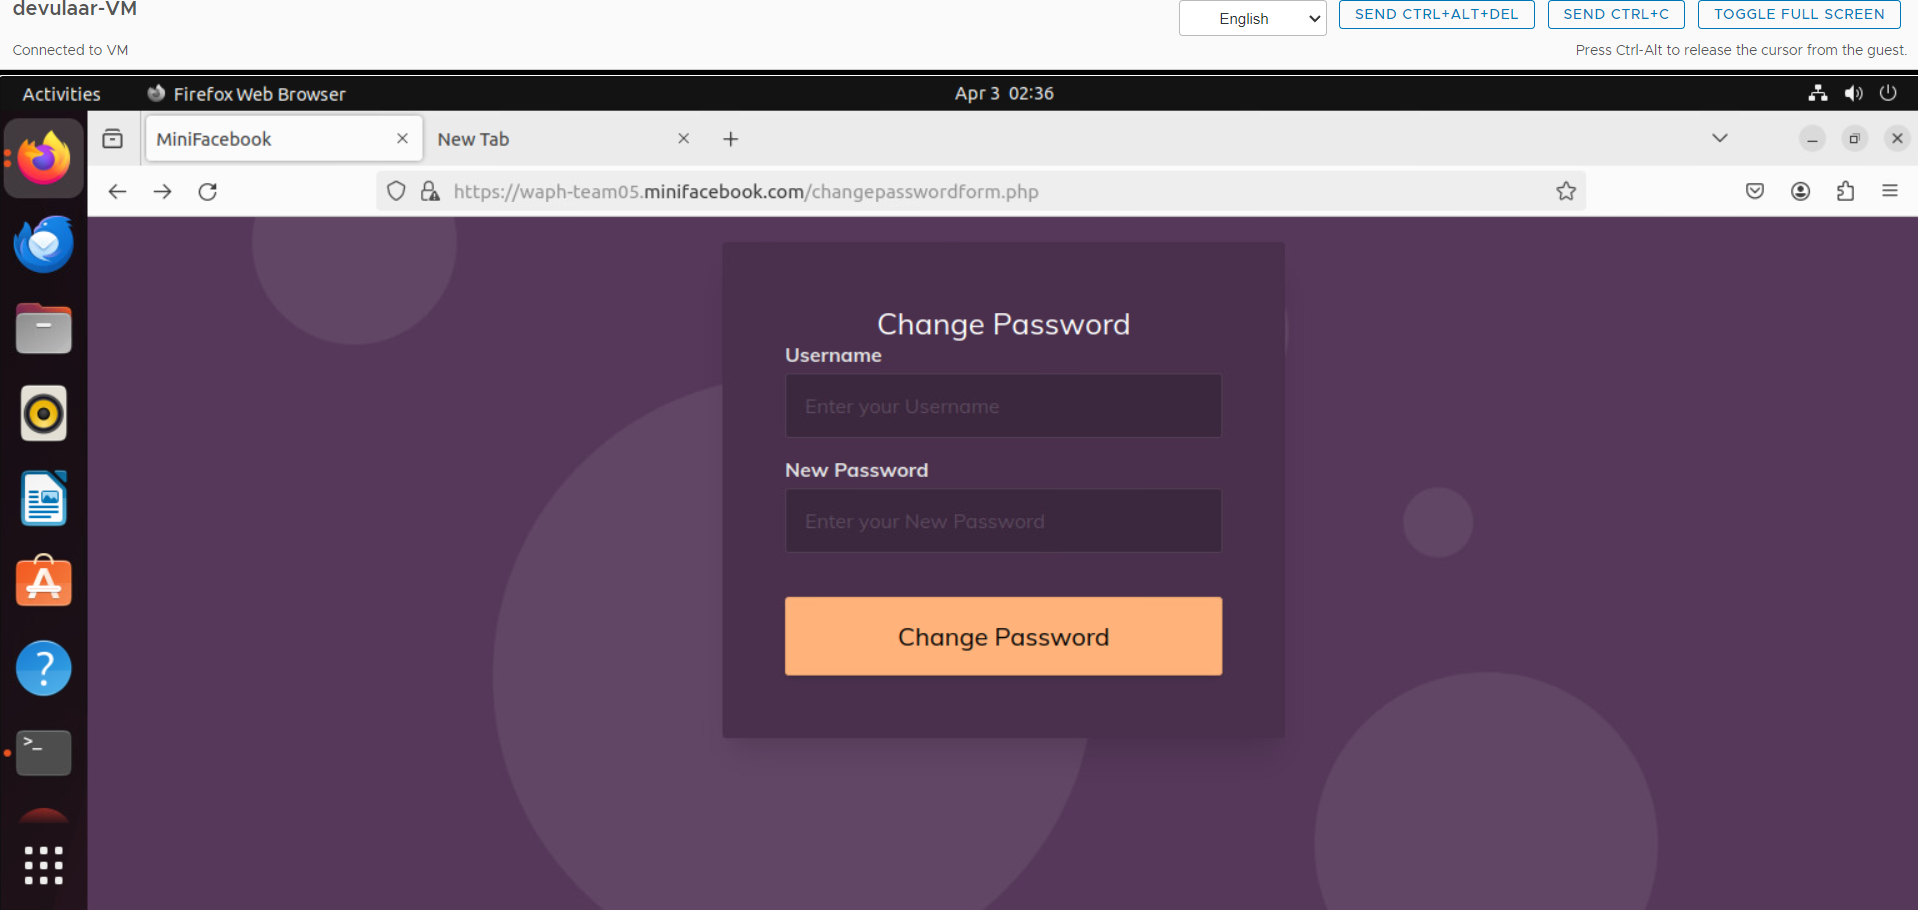 devulaar-VM
English
SEND CTRL+ALT+DEL
SEND CTRL+C
TOGGLE FULL SCREEN
Connected to VM
Press Ctrl-Alt to release the cursor from the guest.
Activities
Firefox Web Browser
Apr 3 02:36
MiniFacebook
New Tab
https://waph-team05.minifacebook.com/changepasswordform.php
Change Password
Username
Enter your Username
New Password
Enter your New Password
Change Password